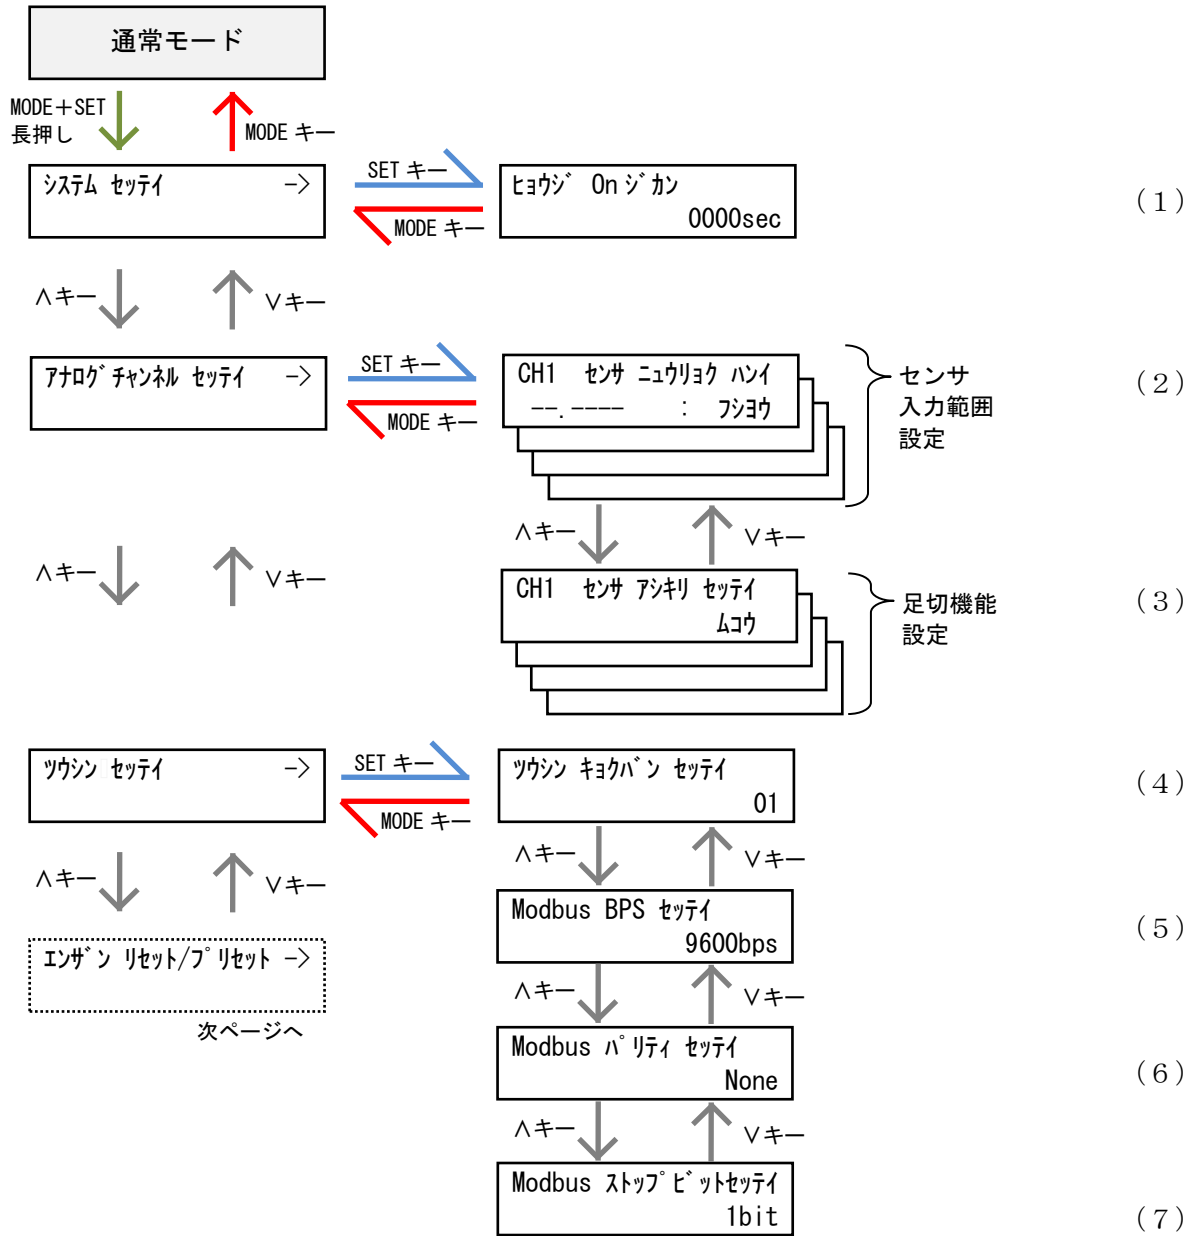 通常モード
MODE+SET
長押し
MODE キー
ｼｽﾃﾑ ｾｯﾃｲ ->
SET キー
MODE キー
ﾋｮｳｼﾞ Onｼﾞｶﾝ
0000sec
（１）
∧キー
∨キー
ｱﾅﾛｸﾞﾁｬﾝﾈﾙ ｾｯﾃｲ ->
SET キー
MODE キー
CH1 ｾﾝｻ ﾆｭｳﾘｮｸ ﾊﾝｲ
--.---- : ﾌｼﾖｳ
センサ
入力範囲
設定
（２）
∧キー
∨キー
∧キー
∨キー
CH1 ｾﾝｻ ｱｼｷﾘ ｾｯﾃｲ
ﾑｺｳ
足切機能
設定
（３）
ﾂｳｼﾝ ｾｯﾃｲ ->
SET キー
MODE キー
ﾂｳｼﾝ ｷｮｸﾊﾞﾝ ｾｯﾃｲ
01
（４）
∧キー
∨キー
∧キー
∨キー
Modbus BPS ｾｯﾃｲ
9600bps
（５）
ｴﾝｻﾞﾝ ﾘｾｯﾄ/ﾌﾟﾘｾｯﾄ ->
次ページへ
∧キー
∨キー
Modbus ﾊﾟﾘﾃｨ ｾｯﾃｲ
None
（６）
∧キー
∨キー
Modbus ｽﾄｯﾌﾟﾋﾞｯﾄｾｯﾃｲ
1bit
（７）